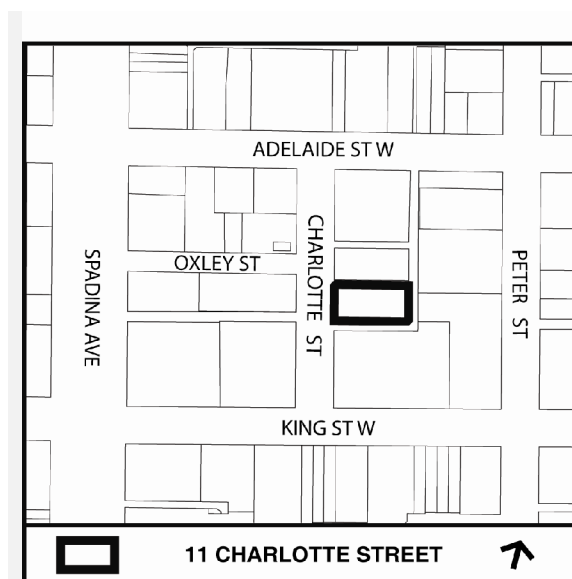 ADELAIDE ST W
CHARLOTTE ST
OXLEY ST
SPADINA AVE
PETER ST
KING ST W
11 CHARLOTTE STREET